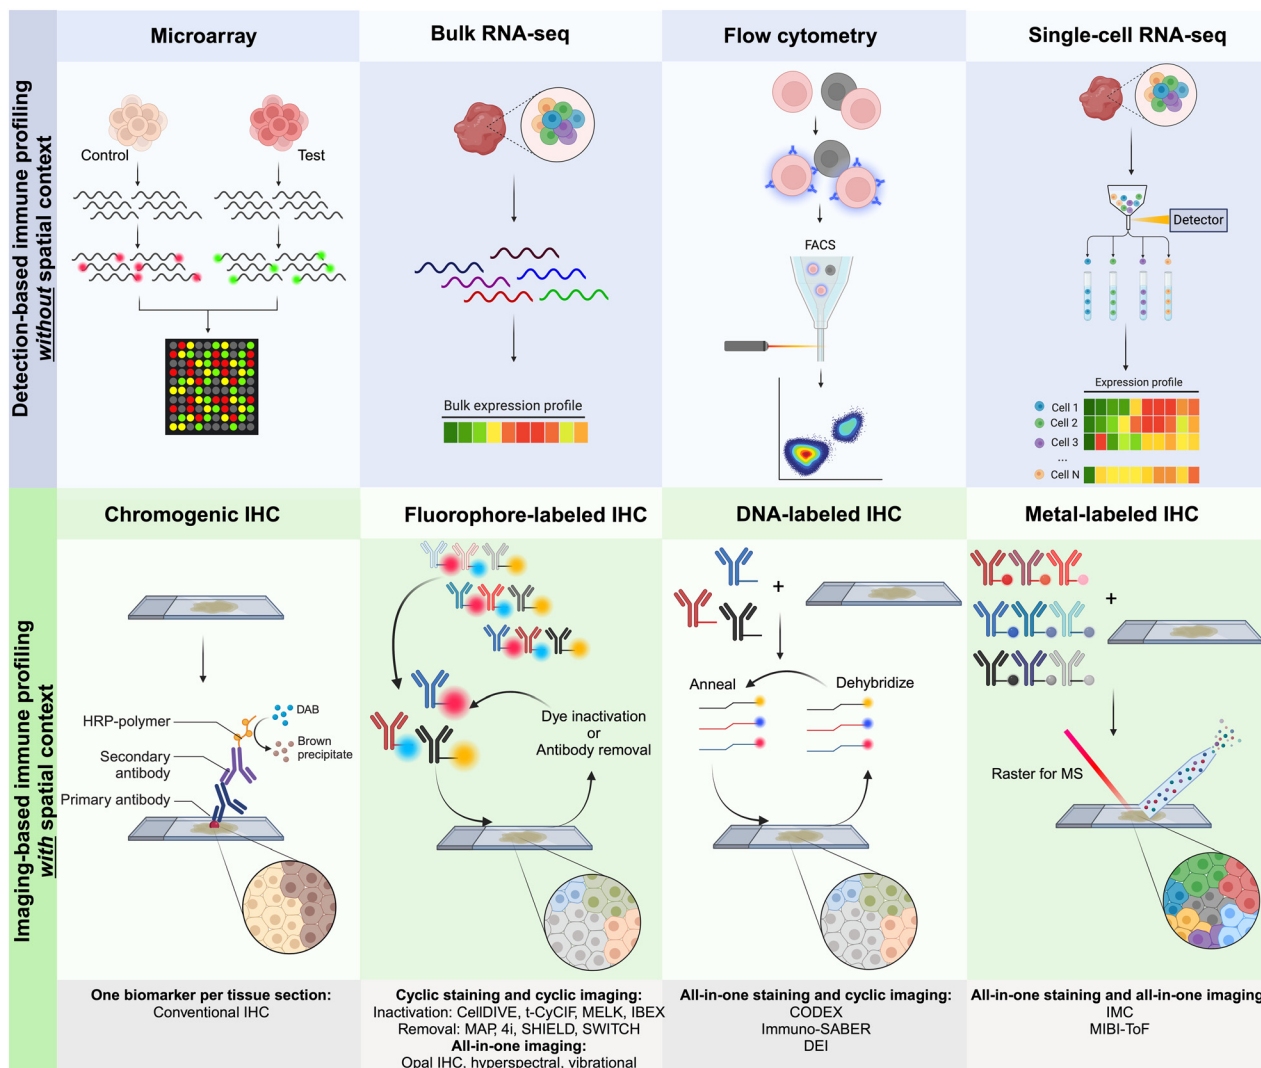 Detection-based immune profiling
without spatial context
Microarray
Control
Test
Bulk RNA-seq
Bulk expression profile
Flow cytometry
FACS
Single-cell RNA-seq
Detector
Expression profile
Cell 1
Cell 2
Cell 3
...
Cell N
Imaging-based immune profiling
with spatial context
Chromogenic IHC
HRP-polymer
DAB
Brown
precipitate
Secondary
antibody
Primary antibody
One biomarker per tissue section:
Conventional IHC
Fluorophore-labeled IHC
Dye inactivation
or
Antibody removal
Cyclic staining and cyclic imaging:
Inactivation: CellDIVE, t-CyCIF, MELK, IBEX
Removal: MAP, 4i, SHIELD, SWITCH
All-in-one imaging:
Opal IHC, hyperspectral, vibrational
DNA-labeled IHC
+
Anneal
Dehybridize
All-in-one staining and cyclic imaging:
CODEX
Immuno-SABER
DEI
Metal-labeled IHC
+
Raster for MS
All-in-one staining and all-in-one imaging
IMC
MIBI-ToF